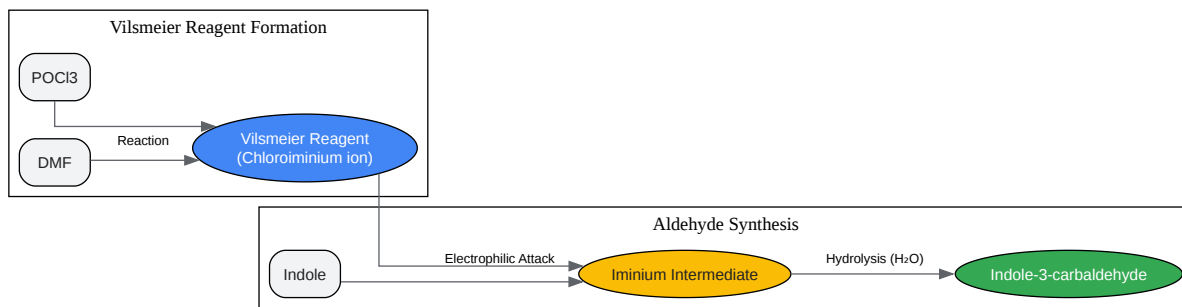 Vilsmeier Reagent Formation
POCl3
Reaction
DMF
Vilsmeier Reagent
(Chloroiminium ion)
Aldehyde Synthesis
Indole
Electrophilic Attack
Iminium Intermediate
Hydrolysis (H₂O)
Indole-3-carbaldehyde